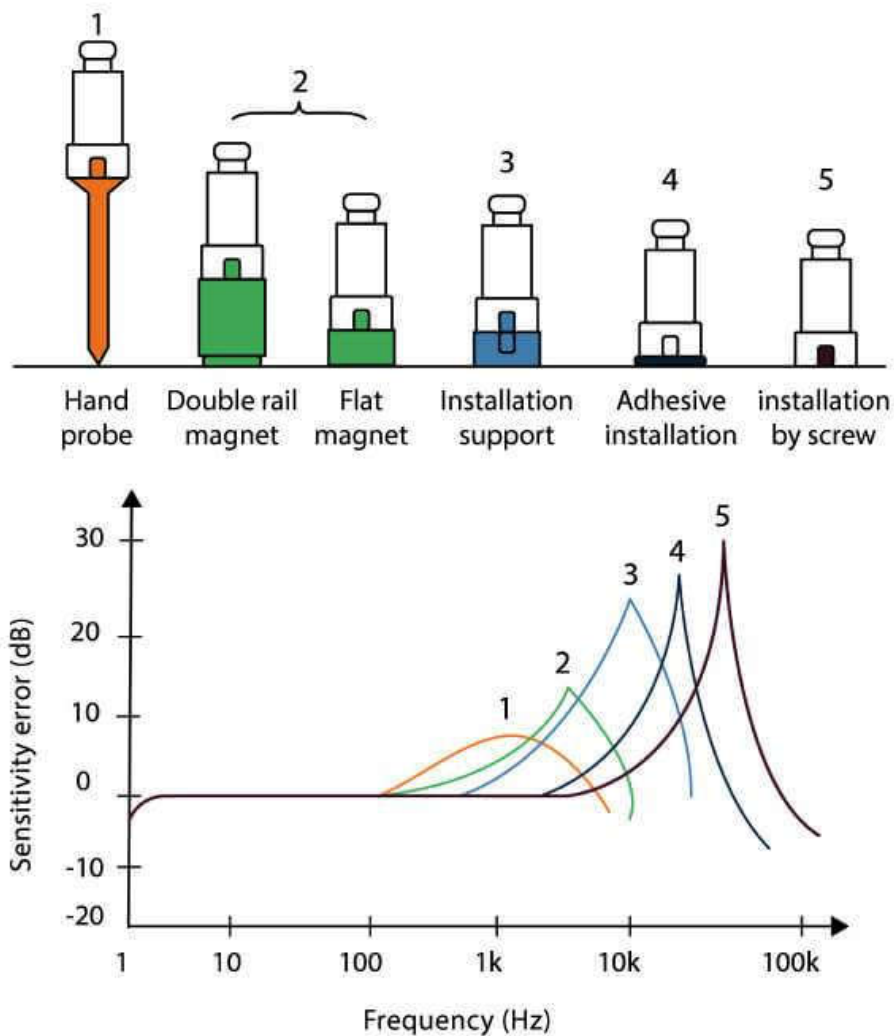 1
2
3
4
5
Hand
probe
Double rail
magnet
Flat
magnet
Installation
support
Adhesive
installation
installation
by screw
Sensitivity error (dB)
30
20
10
0
-10
-20
1
2
3
4
5
1
10
100
1k
10k
100k
Frequency (Hz)